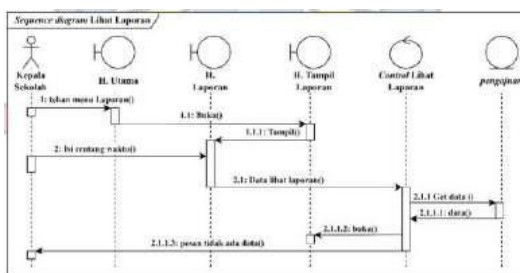 Sequence diagram Lihat Laporan
Kepala
Sekolah
H. Utama
H.
Laporan
H. Tampil
Laporan
Control Lihat
Laporan
pengajuan
1: tekan menu Laporan()
1.1: Buka()
1.1.1: Tampil()
2: Isi rentang waktu()
2.1: Data lihat laporan()
2.1.1 Get data ()
2.1.1.1: data()
2.1.1.2: buka()
2.1.1.3: pesan tidak ada data()